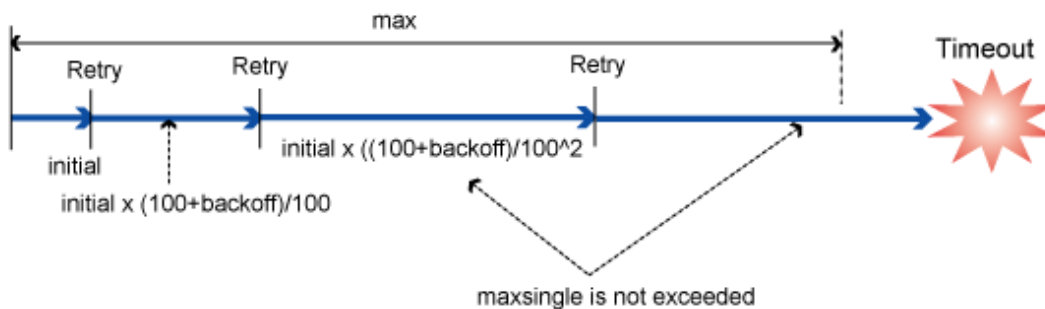 max
Timeout
Retry
Retry
Retry
initial
initial x ((100+backoff)/100^2
initial x (100+backoff)/100
maxsingle is not exceeded